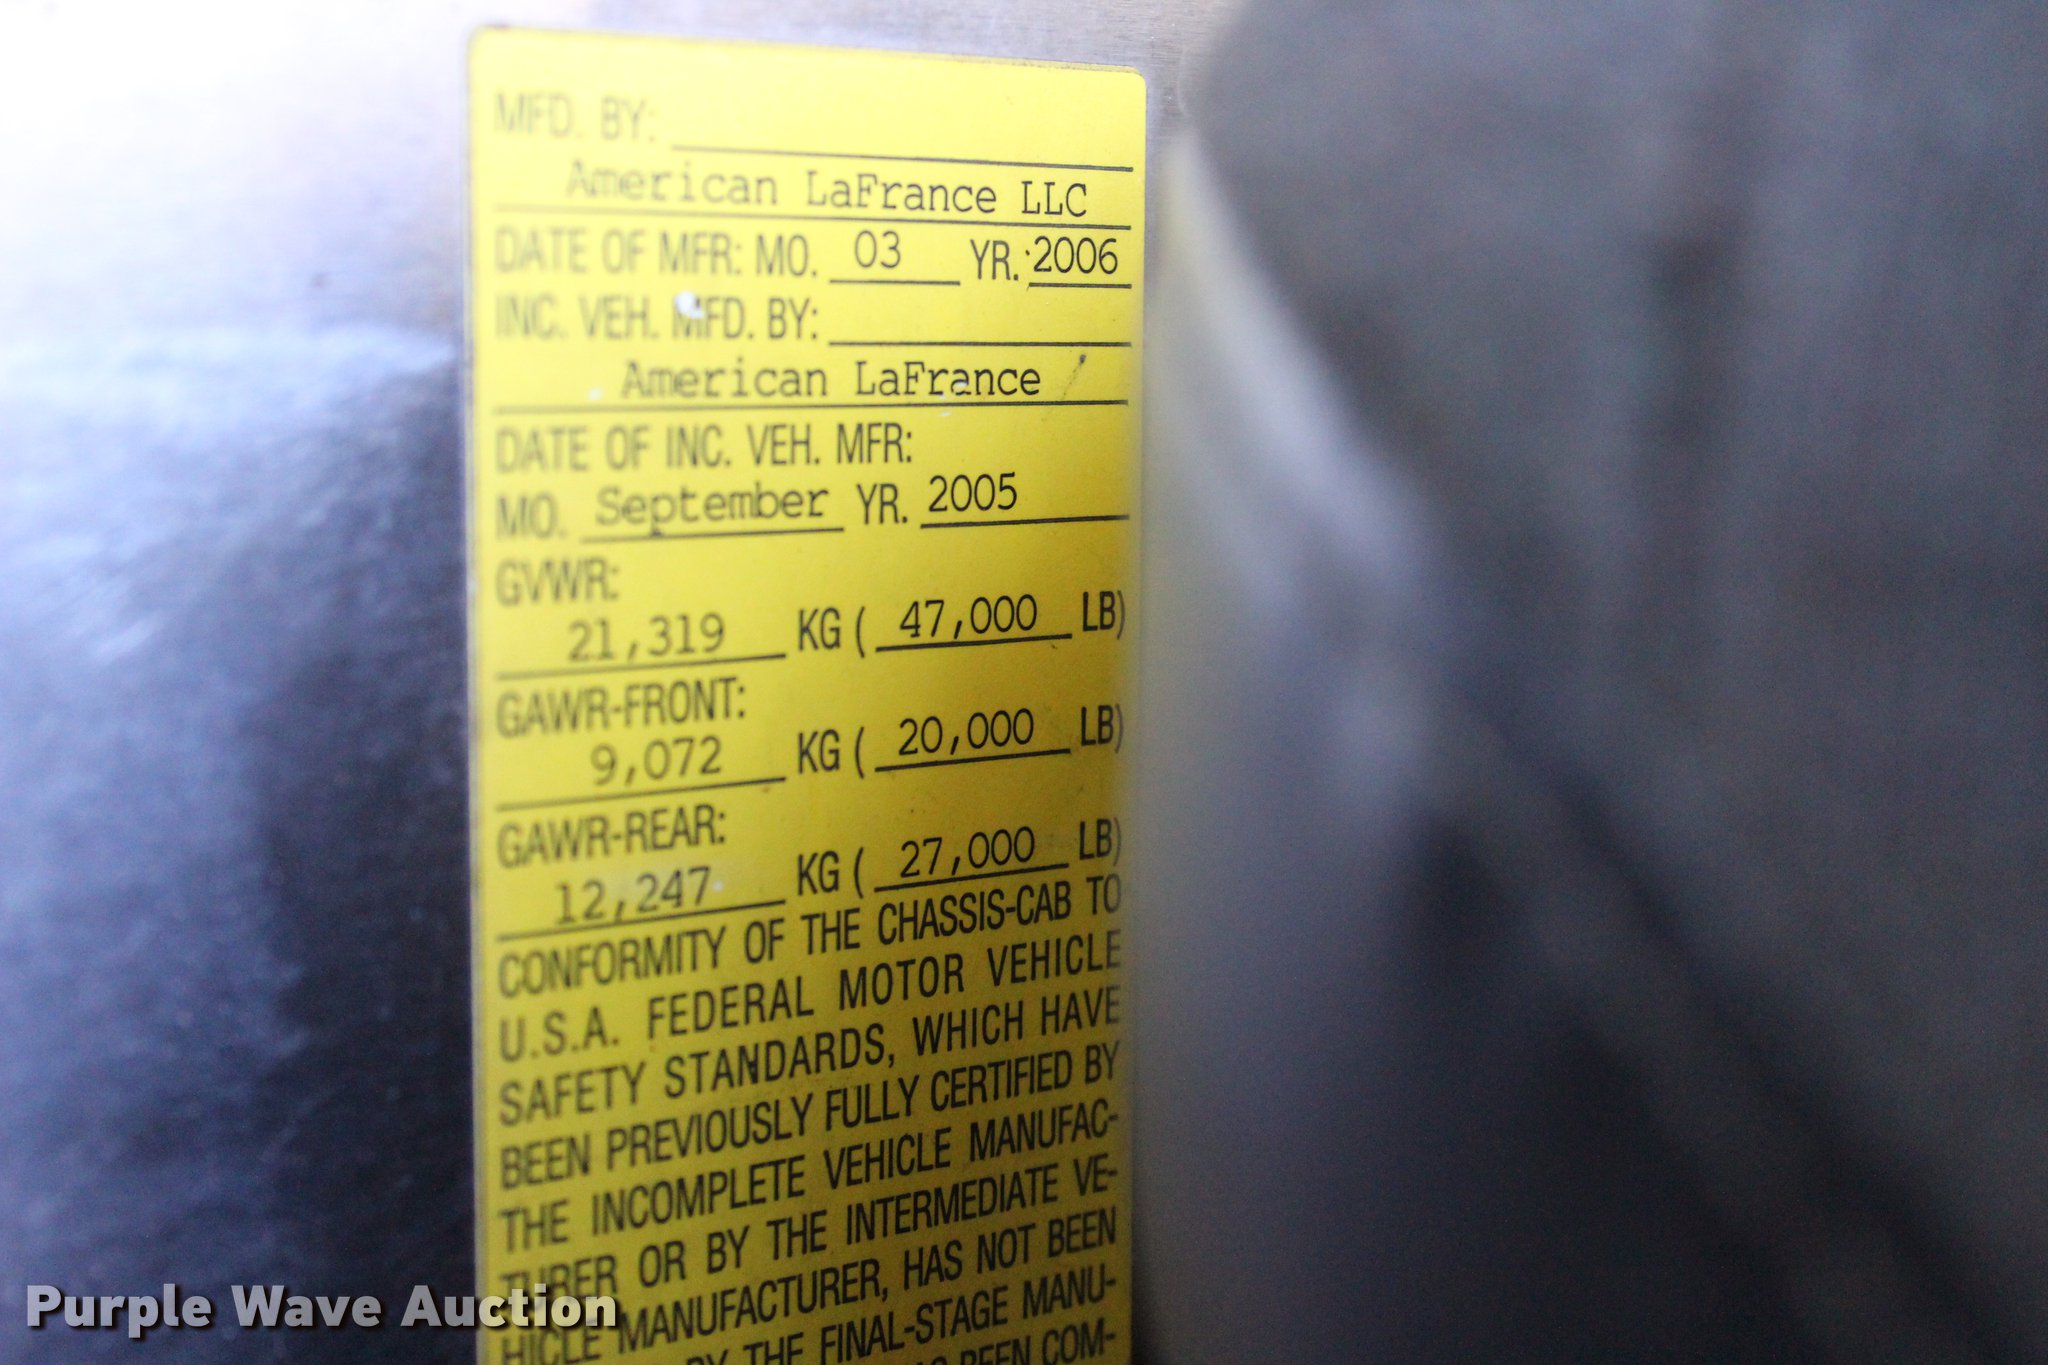 MFD. BY:
American LaFrance LLC
DATE OF MFR: MO. 03 YR. 2006
INC. VEH. MFD. BY:
American LaFrance
DATE OF INC. VEH. MFR:
MO. September YR. 2005
GVWR:
21,319 KG ( 47,000 LB)
GAWR-FRONT:
9,072 KG ( 20,000 LB)
GAWR-REAR:
12,247 KG ( 27,000 LB)
CONFORMITY OF THE CHASSIS-CAB TO
U.S.A. FEDERAL MOTOR VEHICLE
SAFETY STANDARDS, WHICH HAVE
BEEN PREVIOUSLY FULLY CERTIFIED BY
THE INCOMPLETE VEHICLE MANUFAC-
TURER OR BY THE INTERMEDIATE VE-
HICLE MANUFACTURER, HAS NOT BEEN
BY THE FINAL-STAGE MANU-
BEEN COM-
Purple Wave Auction